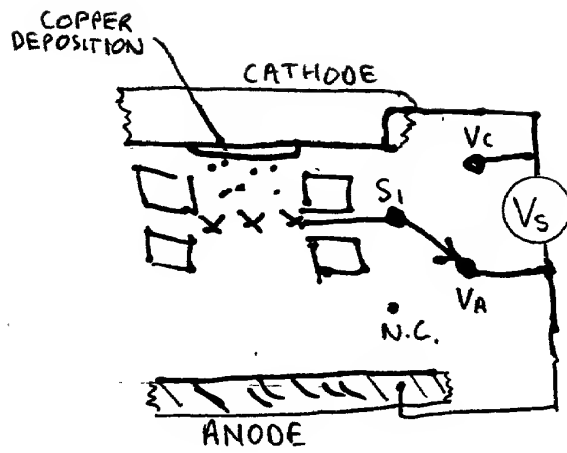 COPPER
DEPOSITION
CATHODE
VC
S1
VS
VA
N.C.
ANODE